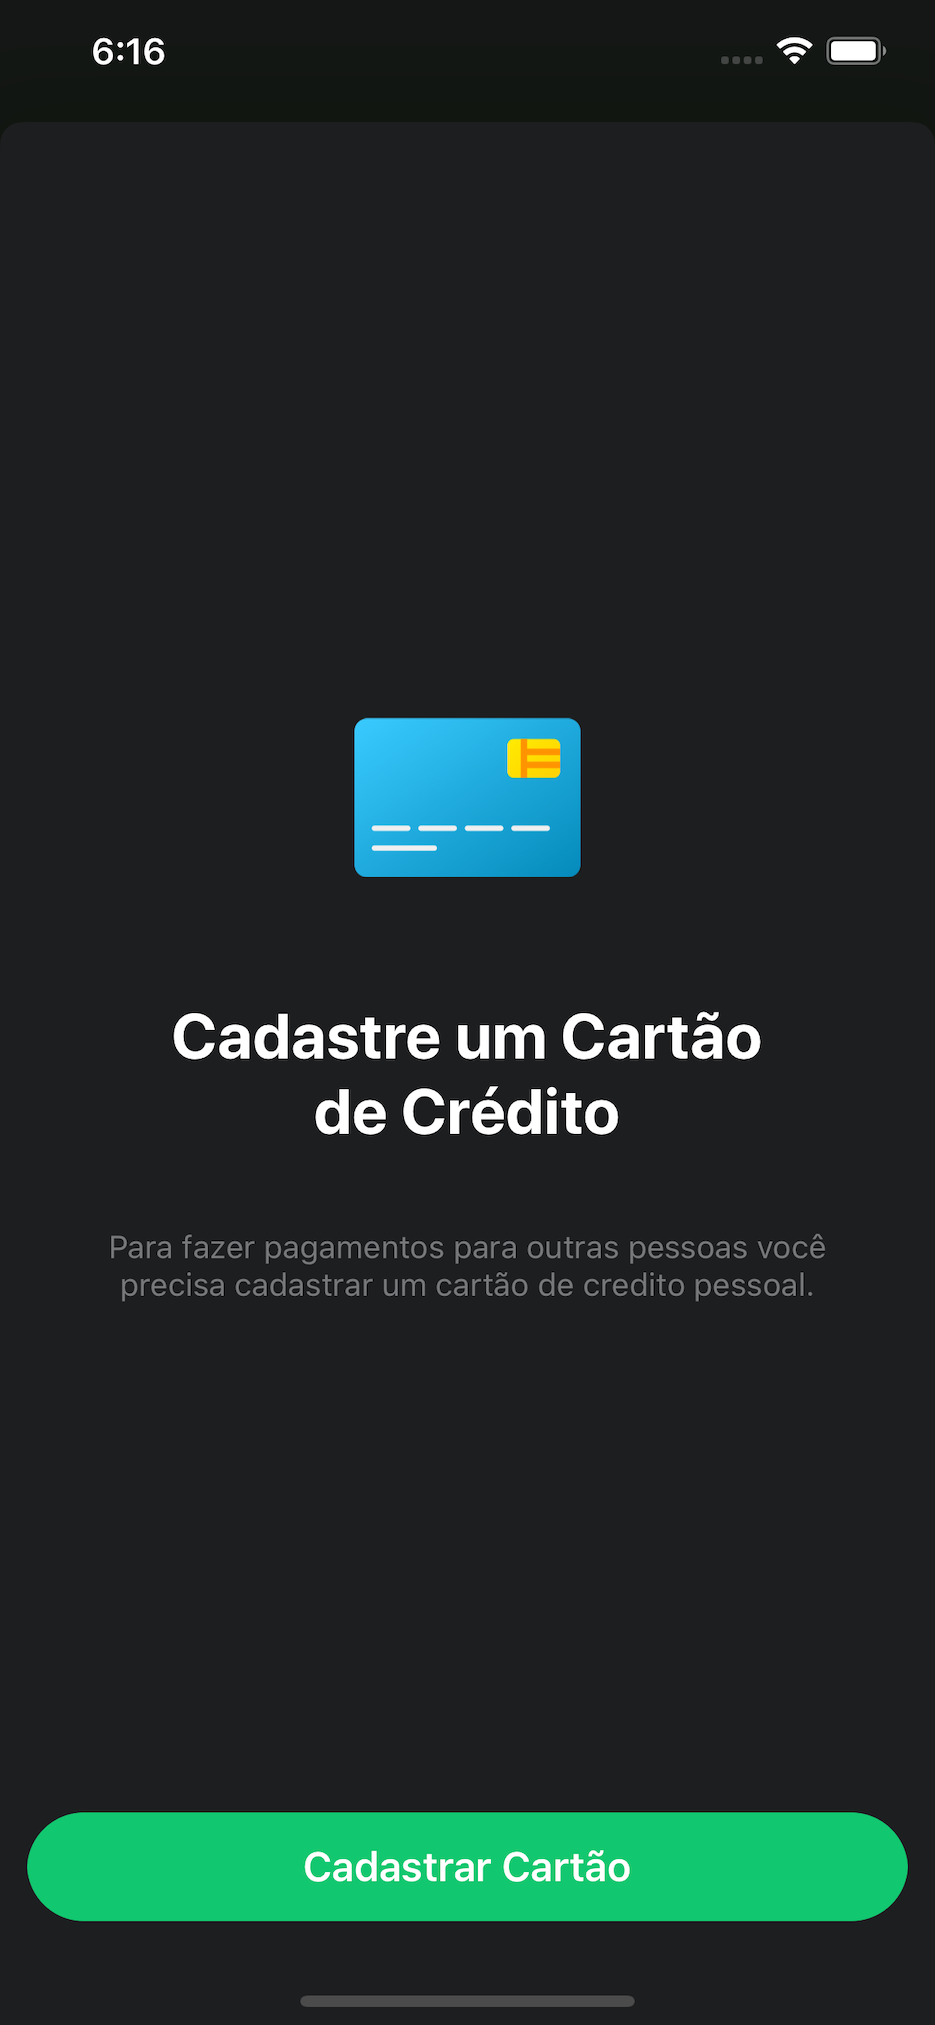 6:16
Cadastre um Cartão
de Crédito
Para fazer pagamentos para outras pessoas você
precisa cadastrar um cartão de credito pessoal.
Cadastrar Cartão